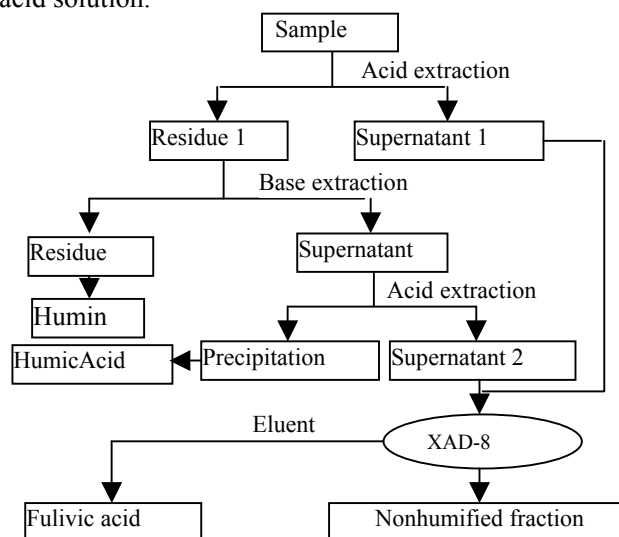 acid solution.
Sample
Acid extraction
Residue 1
Supernatant 1
Base extraction
Residue
Supernatant
Acid extraction
Humin
HumicAcid
Precipitation
Supernatant 2
Eluent
XAD-8
Fulivic acid
Nonhumified fraction